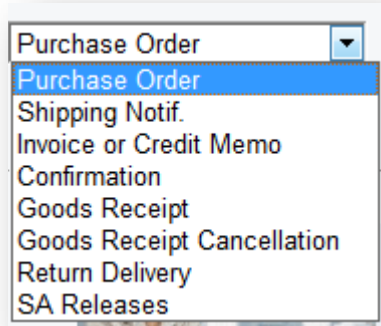 Purchase Order
Purchase Order
Shipping Notif.
Invoice or Credit Memo
Confirmation
Goods Receipt
Goods Receipt Cancellation
Return Delivery
SA Releases